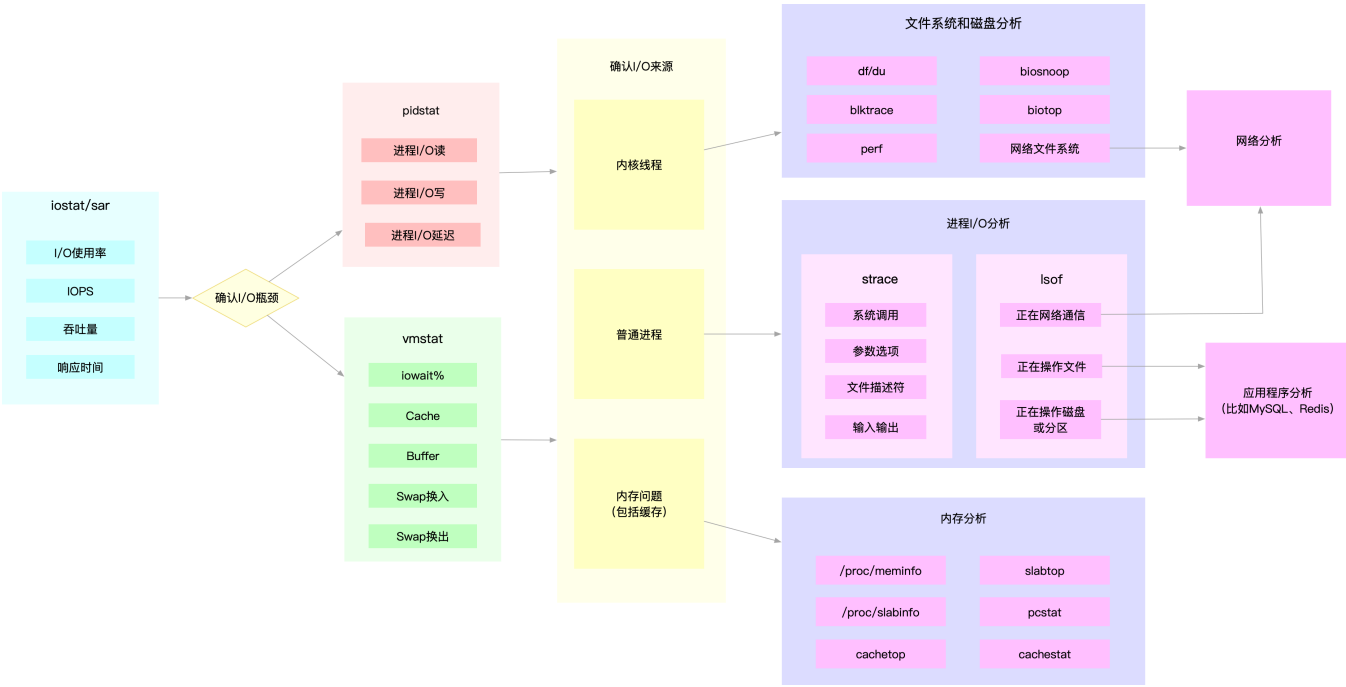 iostat/sar
I/O使用率
IOPS
吞吐量
响应时间
确认I/O瓶颈
pidstat
进程I/O读
进程I/O写
进程I/O延迟
vmstat
iowait%
Cache
Buffer
Swap换入
Swap换出
确认I/O来源
内核线程
普通进程
内存问题
（包括缓存）
文件系统和磁盘分析
df/du
biosnoop
blktrace
biotop
perf
网络文件系统
进程I/O分析
strace
系统调用
参数选项
文件描述符
输入输出
lsof
正在网络通信
正在操作文件
正在操作磁盘
或分区
内存分析
/proc/meminfo
slabtop
/proc/slabinfo
pcstat
cachetop
cachestat
网络分析
应用程序分析
（比如MySQL、Redis）